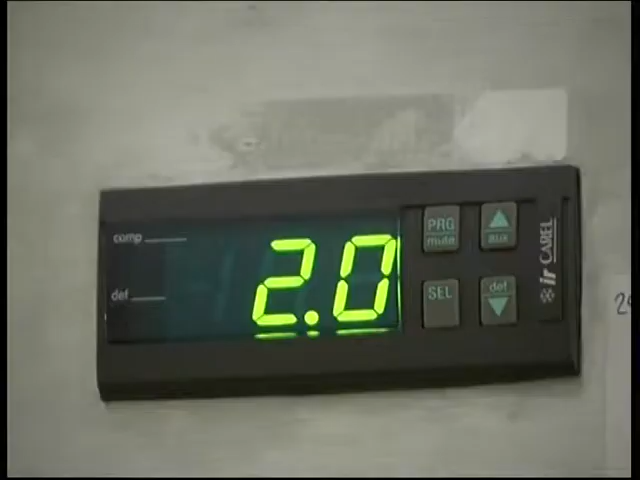 comp
def
2.0
PRG
mute
aux
SEL
def
ir CAREL